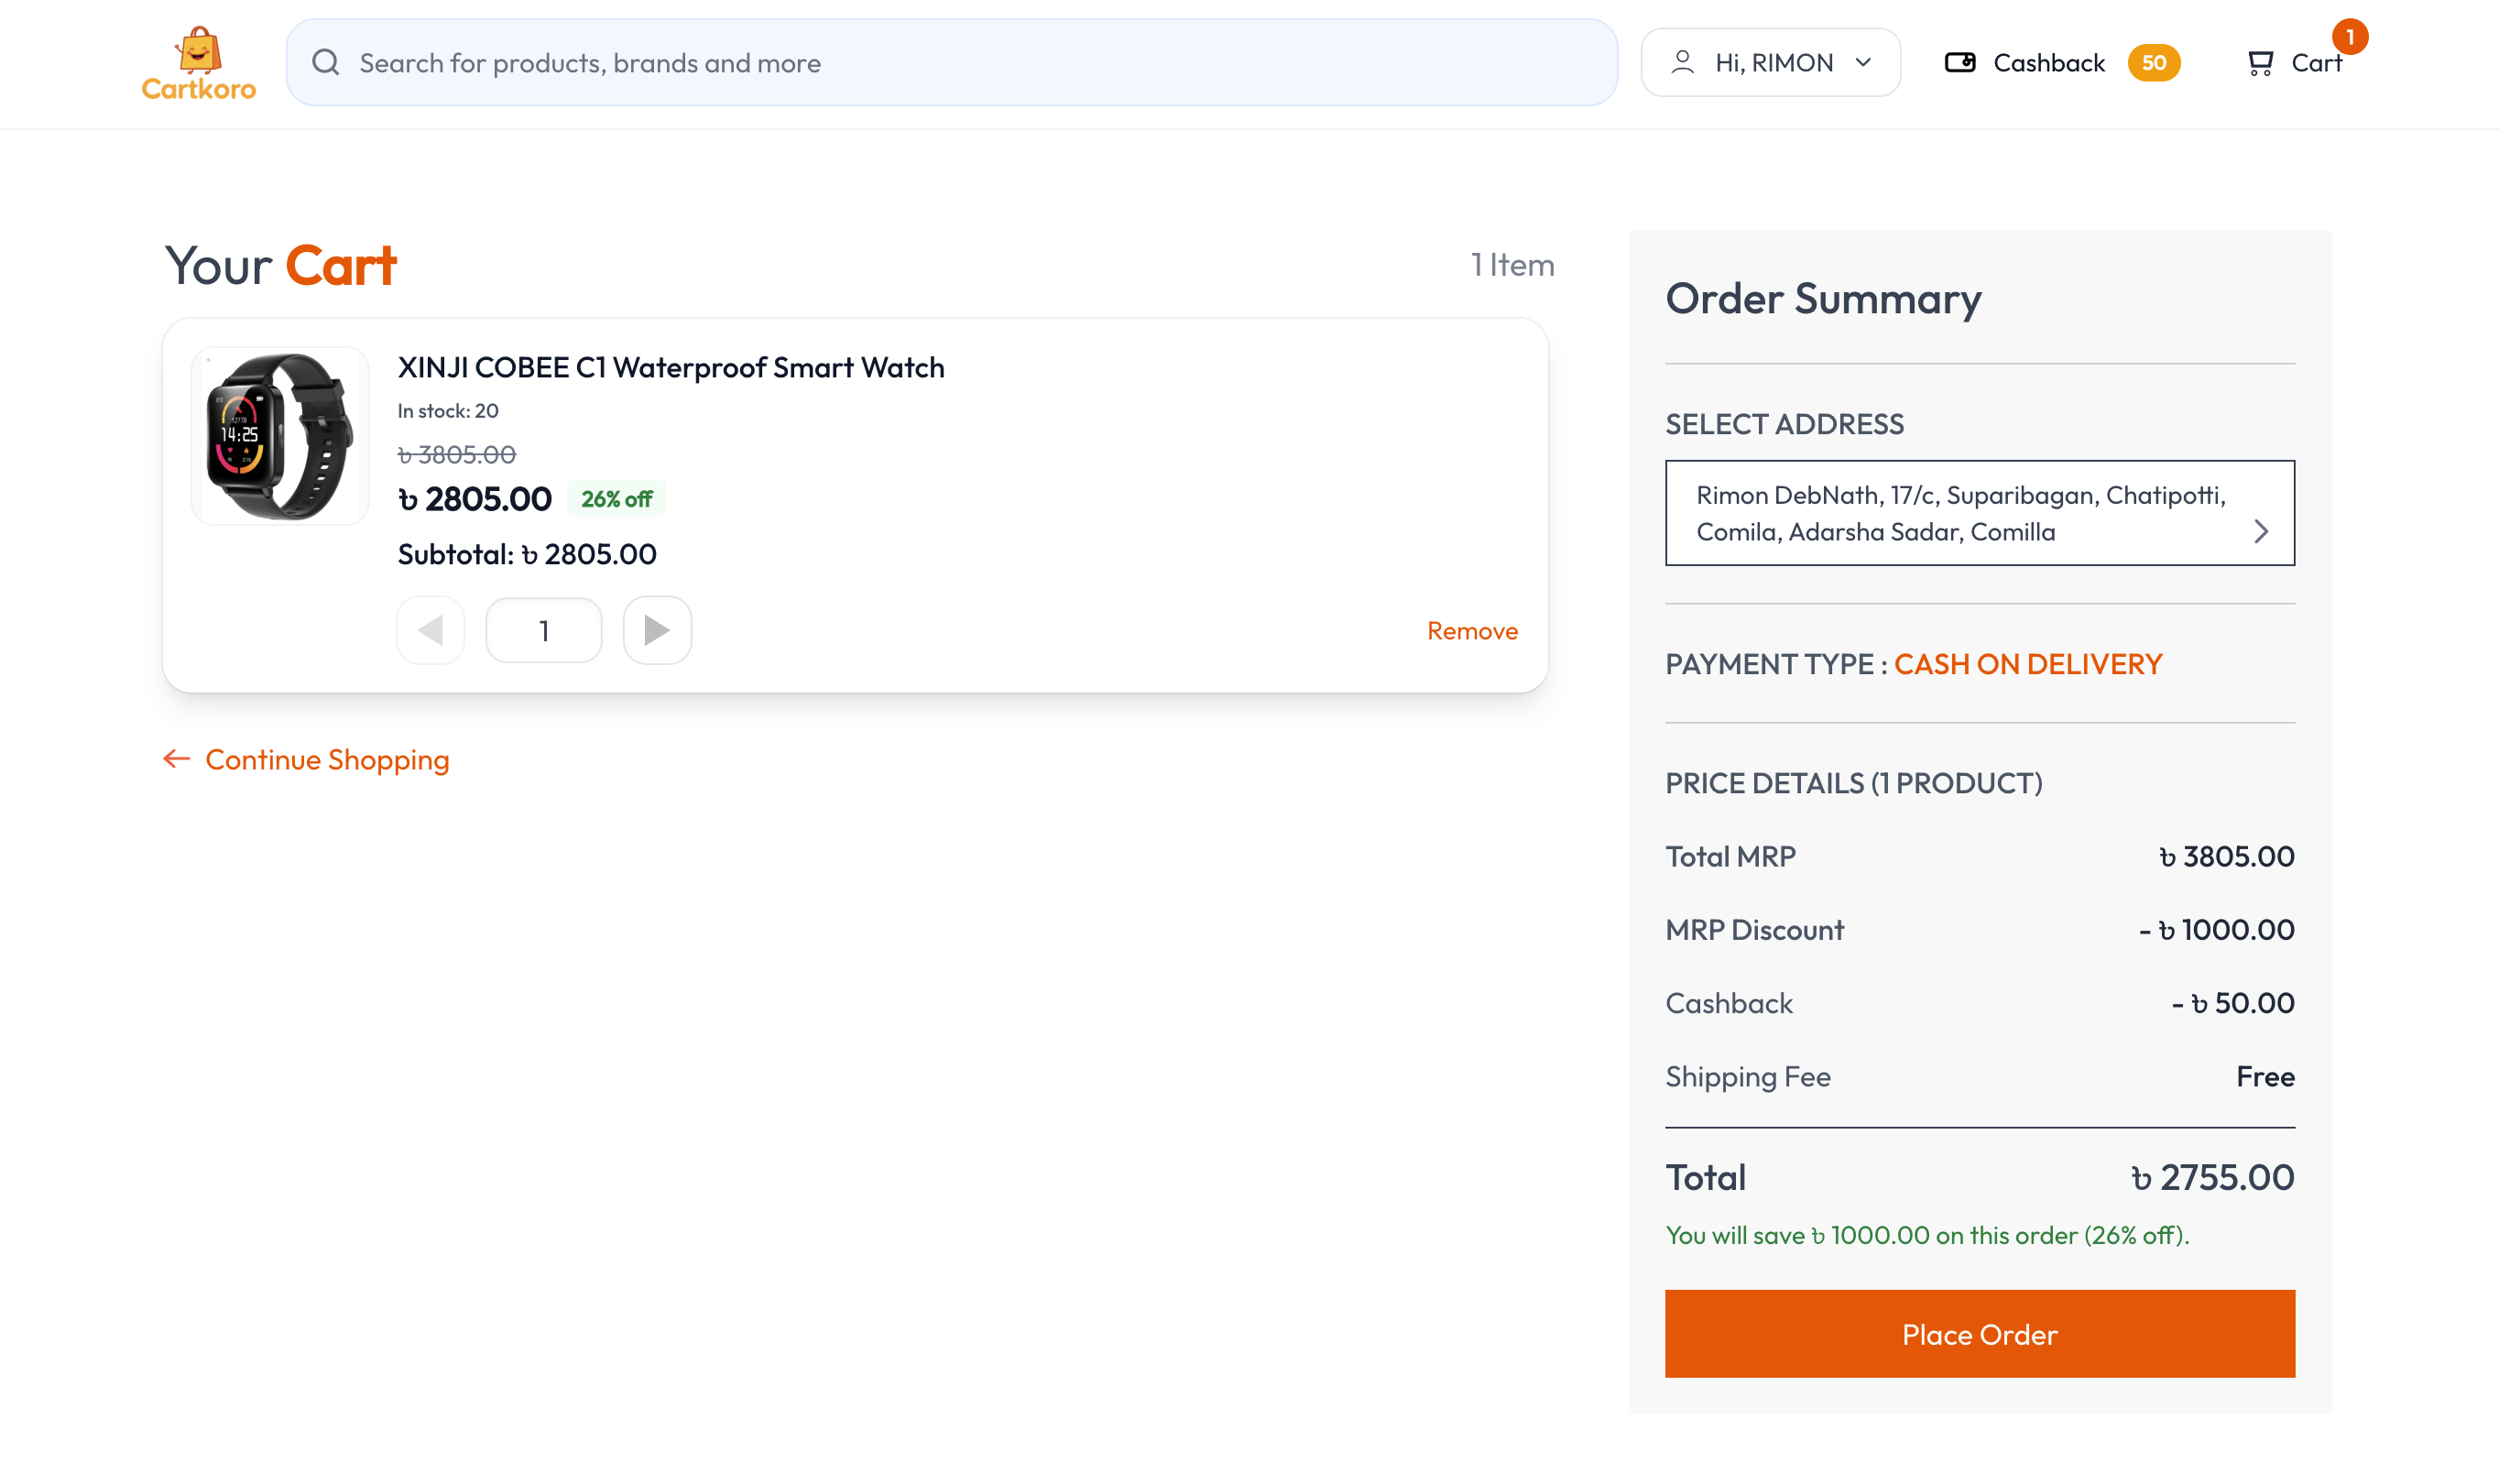 Cartkoro
Search for products, brands and more
Hi, RIMON
Cashback 50
Cart 1
Your Cart
1 Item
XINJI COBEE C1 Waterproof Smart Watch
In stock: 20
৳ 3805.00
৳ 2805.00 26% off
Subtotal: ৳ 2805.00
1
Remove
Continue Shopping
14:25
Order Summary
SELECT ADDRESS
Rimon DebNath, 17/c, Suparibagan, Chatipotti,
Comila, Adarsha Sadar, Comilla
PAYMENT TYPE : CASH ON DELIVERY
PRICE DETAILS (1 PRODUCT)
Total MRP ৳ 3805.00
MRP Discount - ৳ 1000.00
Cashback - ৳ 50.00
Shipping Fee Free
Total ৳ 2755.00
You will save ৳ 1000.00 on this order (26% off).
Place Order